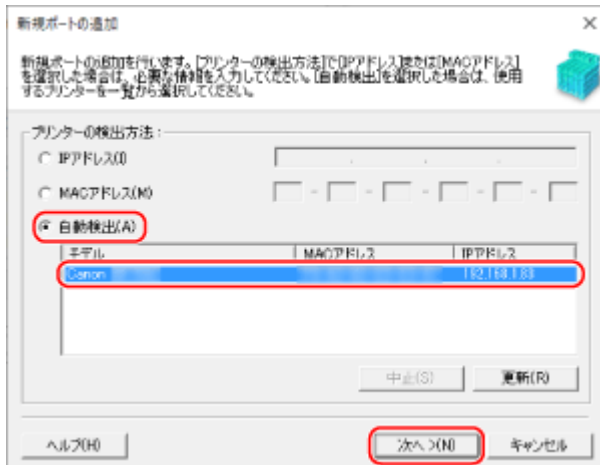 新規ポートの追加
新規ポートの追加を行います。[プリンターの検出方法]で[IPアドレス]または[MACアドレス]
を選択した場合は、必要な情報を入力してください。[自動検出]を選択した場合は、使用
するプリンターを一覧から選択してください。
プリンターの検出方法:
IPアドレス(I)
MACアドレス(M)
自動検出(A)
モデル MACアドレス IPアドレス
Canon 192.168.1.83
中止(S) 更新(R)
ヘルプ(H) 次へ >(N) キャンセル